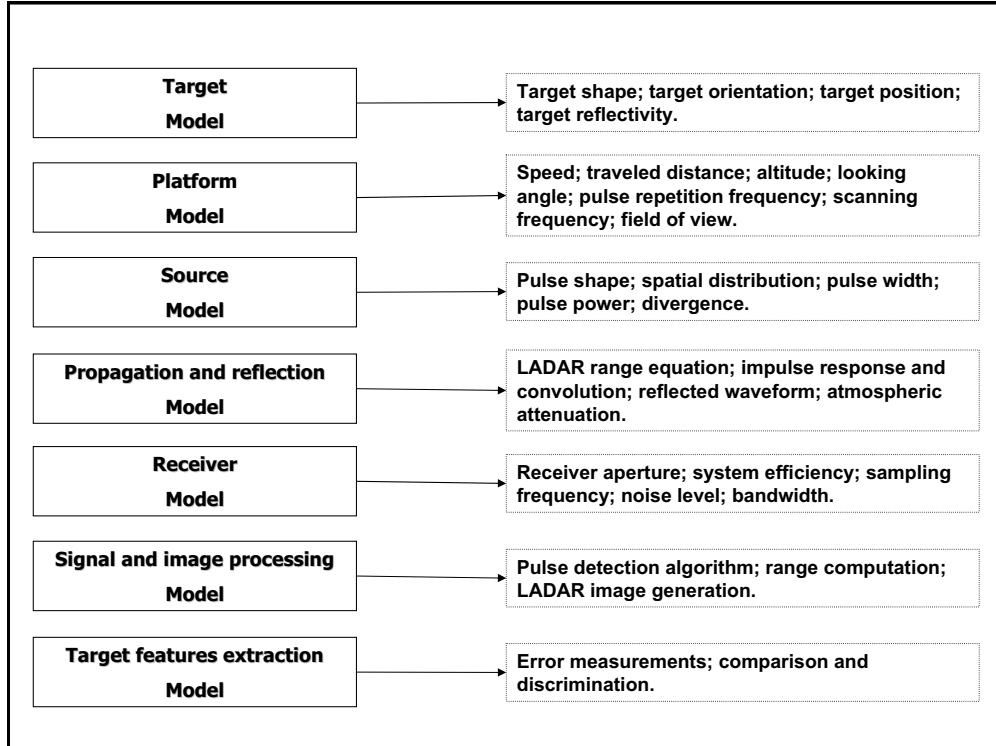 Target
Model
Target shape; target orientation; target position;
target reflectivity.
Platform
Model
Speed; traveled distance; altitude; looking
angle; pulse repetition frequency; scanning
frequency; field of view.
Source
Model
Pulse shape; spatial distribution; pulse width;
pulse power; divergence.
Propagation and reflection
Model
LADAR range equation; impulse response and
convolution; reflected waveform; atmospheric
attenuation.
Receiver
Model
Receiver aperture; system efficiency; sampling
frequency; noise level; bandwidth.
Signal and image processing
Model
Pulse detection algorithm; range computation;
LADAR image generation.
Target features extraction
Model
Error measurements; comparison and
discrimination.